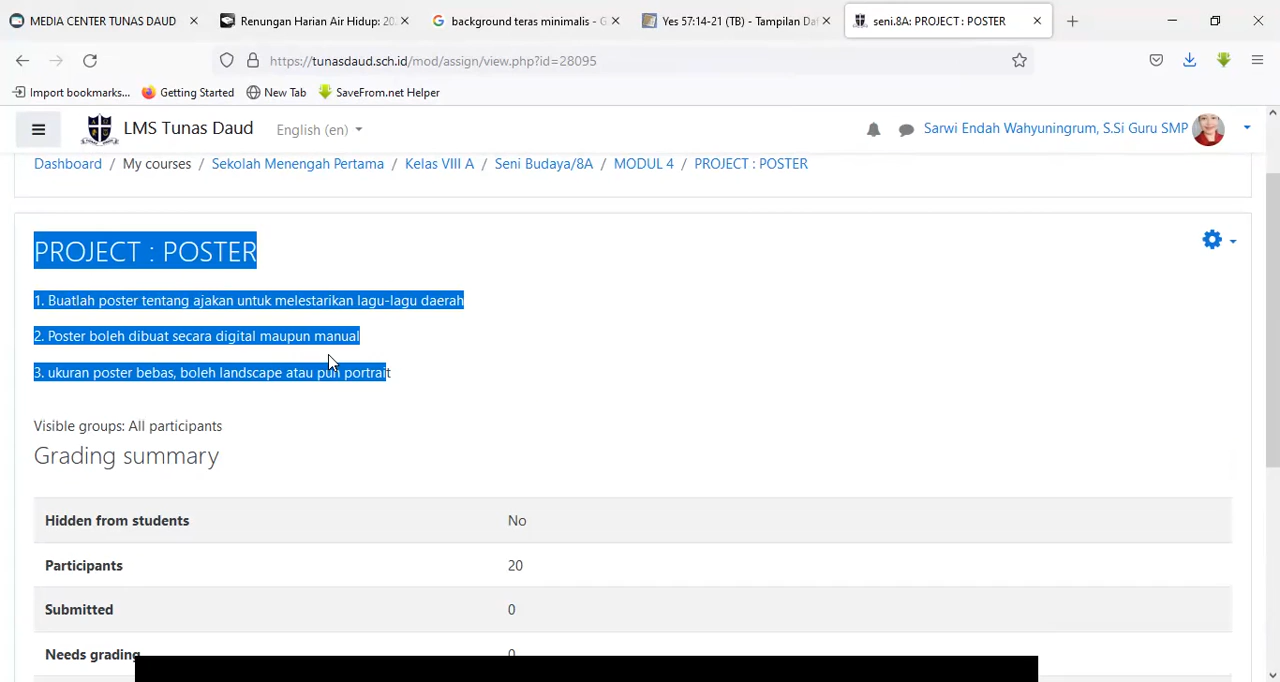 MEDIA CENTER TUNAS DAUD
Renungan Harian Air Hidup: 20
background teras minimalis - G
Yes 57:14-21 (TB) - Tampilan Da
seni.8A: PROJECT : POSTER
https://tunasdaud.sch.id/mod/assign/view.php?id=28095
Import bookmarks... Getting Started New Tab SaveFrom.net Helper
LMS Tunas Daud English (en) Sarwi Endah Wahyuningrum, S.Si Guru SMP
Dashboard / My courses / Sekolah Menengah Pertama / Kelas VIII A / Seni Budaya/8A / MODUL 4 / PROJECT : POSTER
PROJECT : POSTER
1. Buatlah poster tentang ajakan untuk melestarikan lagu-lagu daerah
2. Poster boleh dibuat secara digital maupun manual
3. ukuran poster bebas, boleh landscape atau pun portrait
Visible groups: All participants
Grading summary
Hidden from students No
Participants 20
Submitted 0
Needs grading 0